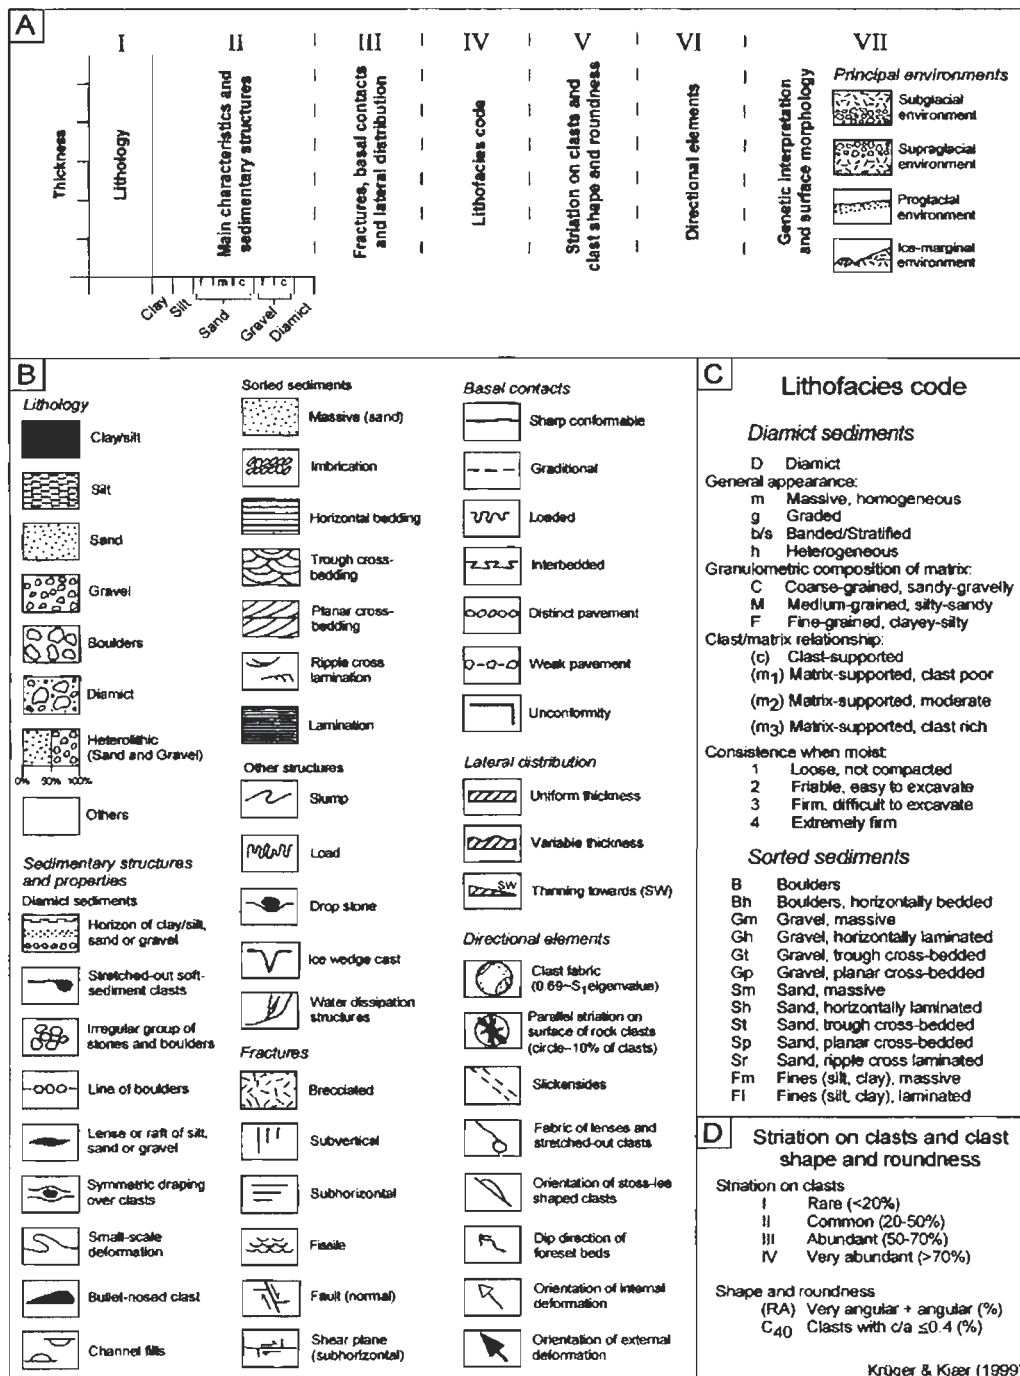 A
I
II
III
IV
V
VI
VII
Thickness
Lithology
Main characteristics and
sedimentary structures
Fractures, basal contacts
and lateral distribution
Lithofacies code
Striation on clasts and
clast shape and roundness
Directional elements
Genetic interpretation
and surface morphology
Principal environments
Subglacial
environment
Supraglacial
environment
Proglacial
environment
Ice-marginal
environment
f m c
f c
Clay
Silt
Sand
Gravel
Diamict
B
Lithology
Clay/silt
Silt
Sand
Gravel
Boulders
Diamict
Heterolithic
(Sand and Gravel)
0% 50% 100%
Others
Sedimentary structures
and properties
Diamict sediments
Horizon of clay/silt,
sand or gravel
Stretched-out soft-
sediment clasts
Irregular group of
stones and boulders
Line of boulders
Lense or raft of silt,
sand or gravel
Symmetric draping
over clasts
Small-scale
deformation
Bullet-nosed clast
Channel fills
Sorted sediments
Massive (sand)
Imbrication
Horizontal bedding
Trough cross-
bedding
Planar cross-
bedding
Ripple cross
lamination
Lamination
Other structures
Slump
Load
Drop stone
Ice wedge cast
Water dissipation
structures
Fractures
Brecciated
Subvertical
Subhorizontal
Fissile
Fault (normal)
Shear plane
(subhorizontal)
Basal contacts
Sharp conformable
Graditional
Loaded
Interbedded
Distinct pavement
Weak pavement
Unconformity
Lateral distribution
Uniform thickness
Variable thickness
SW
Thinning towards (SW)
Directional elements
Clast fabric
(0.69~S1 eigenvalue)
Parallel striation on
surface of rock clasts
(circle~10% of clasts)
Slickensides
Fabric of lenses and
stretched-out clasts
Orientation of stoss-lee
shaped clasts
Dip direction of
foreset beds
Orientation of internal
deformation
Orientation of external
deformation
C
Lithofacies code
Diamict sediments
D Diamict
General appearance:
m Massive, homogeneous
g Graded
b/s Banded/Stratified
h Heterogeneous
Granulometric composition of matrix:
C Coarse-grained, sandy-gravelly
M Medium-grained, silty-sandy
F Fine-grained, clayey-silty
Clast/matrix relationship:
(c) Clast-supported
(m1) Matrix-supported, clast poor
(m2) Matrix-supported, moderate
(m3) Matrix-supported, clast rich
Consistence when moist:
1 Loose, not compacted
2 Friable, easy to excavate
3 Firm, difficult to excavate
4 Extremely firm
Sorted sediments
B Boulders
Bh Boulders, horizontally bedded
Gm Gravel, massive
Gh Gravel, horizontally laminated
Gt Gravel, trough cross-bedded
Gp Gravel, planar cross-bedded
Sm Sand, massive
Sh Sand, horizontally laminated
St Sand, trough cross-bedded
Sp Sand, planar cross-bedded
Sr Sand, ripple cross laminated
Fm Fines (silt, clay), massive
Fl Fines (silt, clay), laminated
D
Striation on clasts and clast
shape and roundness
Striation on clasts
I Rare (<20%)
II Common (20-50%)
III Abundant (50-70%)
IV Very abundant (>70%)
Shape and roundness
(RA) Very angular + angular (%)
C40 Clasts with c/a ≤0.4 (%)
Krüger & Kjær (1999)